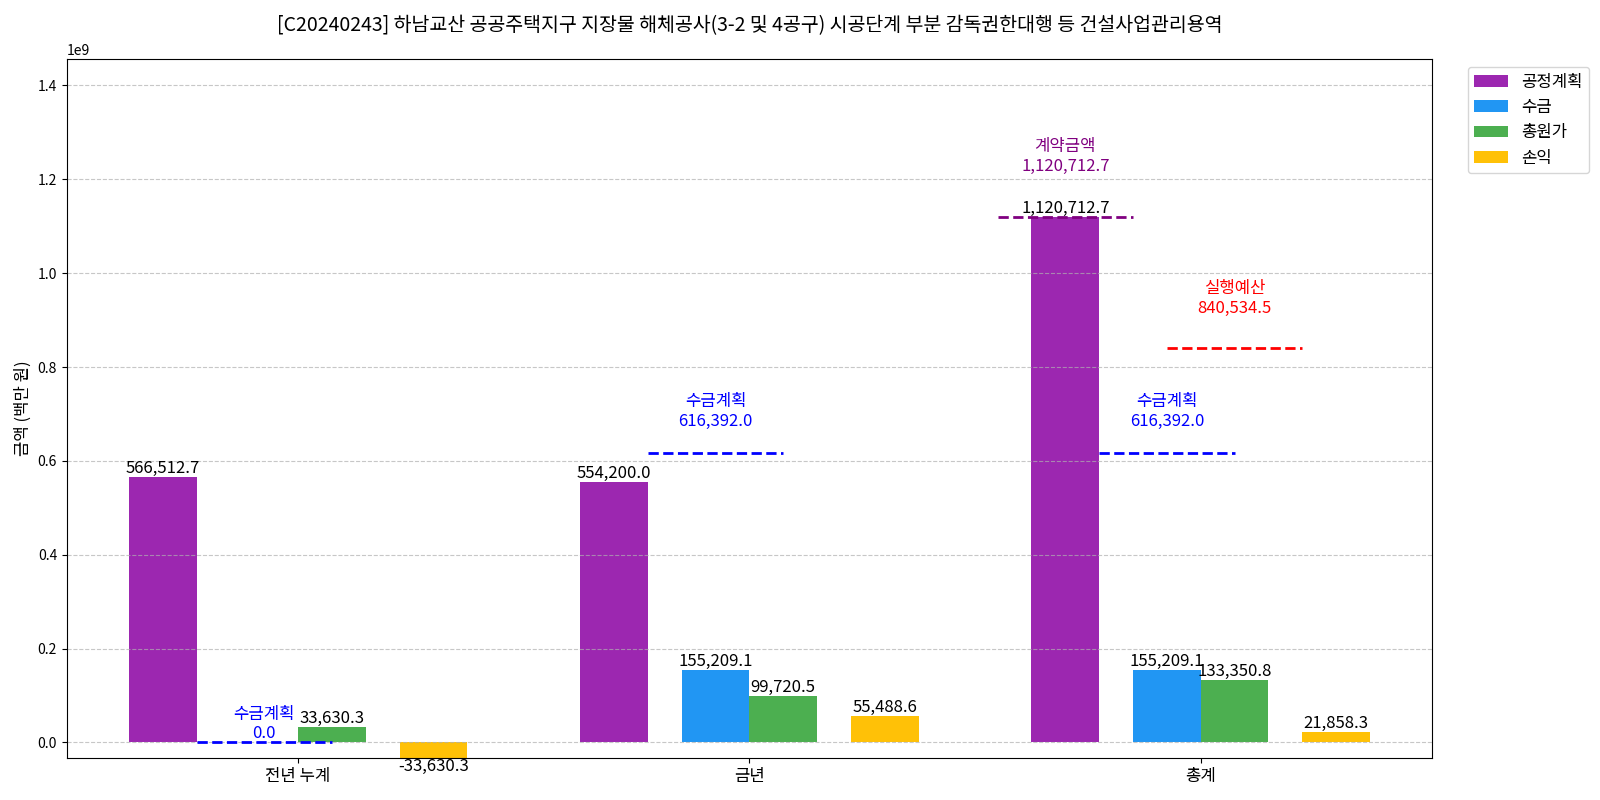 [C20240243] 하남교산 공공주택지구 지장물 해체공사(3-2 및 4공구) 시공단계 부분 감독권한대행 등 건설사업관리용역
1e9
1.4
1.2
1.0
0.8
0.6
0.4
0.2
0.0
금액 (백만 원)
공정계획
수금
총원가
손익
계약금액
1,120,712.7
1,120,712.7
실행예산
840,534.5
수금계획
616,392.0
수금계획
616,392.0
566,512.7
554,200.0
155,209.1
99,720.5
55,488.6
155,209.1
133,350.8
21,858.3
수금계획
0.0
33,630.3
-33,630.3
전년 누계
금년
총계